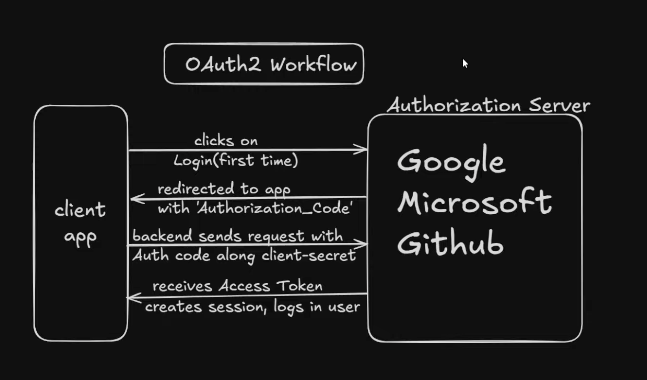 OAuth2 Workflow
Authorization Server
clicks on
Login(first time)
redirected to app
with 'Authorization_Code'
backend sends request with
Auth code along client-secret
receives Access Token
creates session, logs in user
client
app
Google
Microsoft
Github